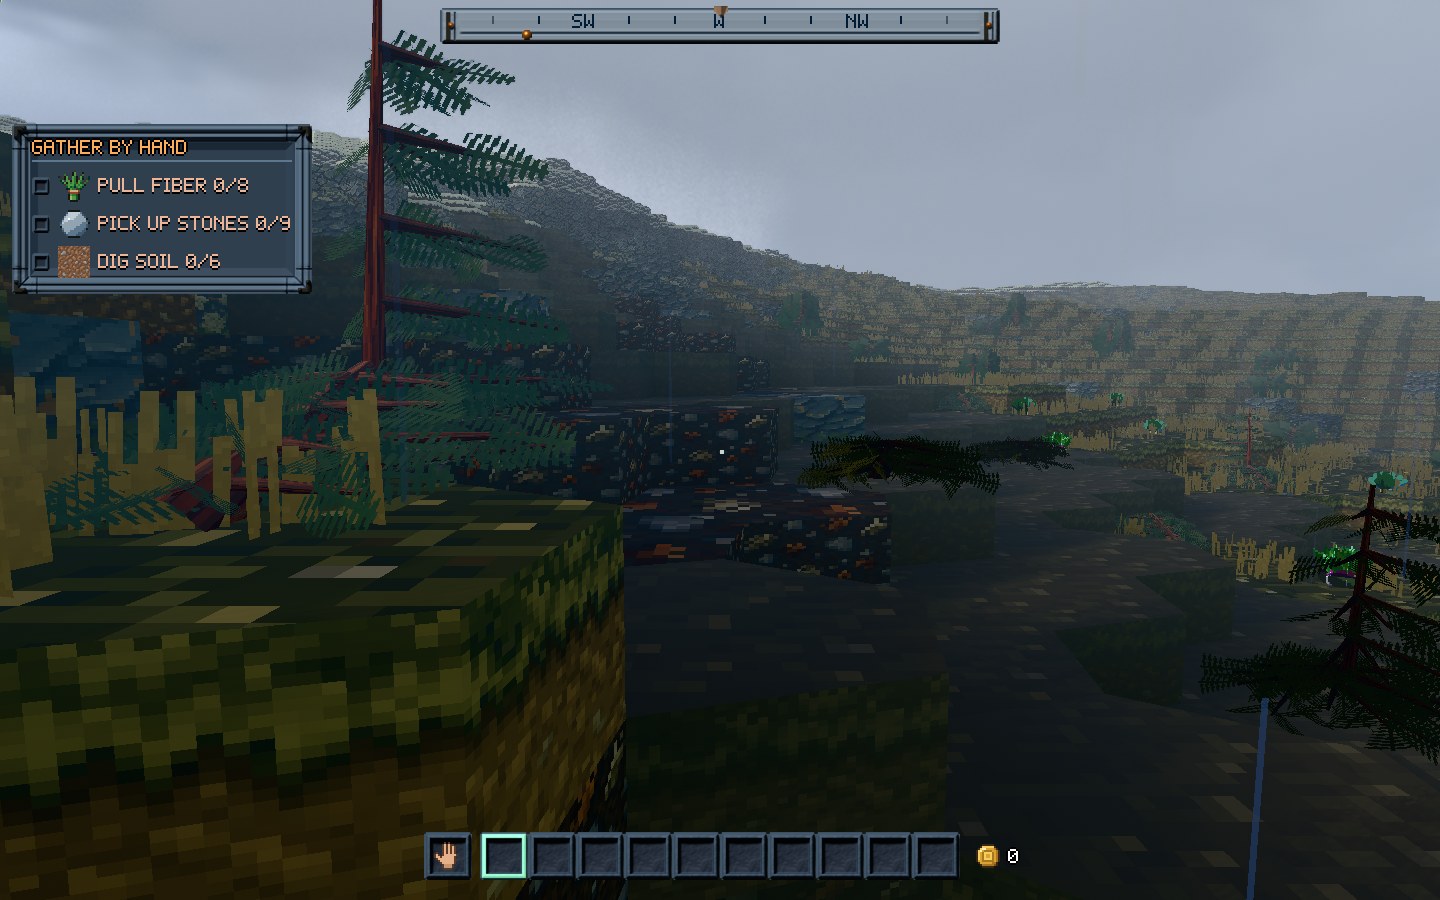 SW W NW
GATHER BY HAND
PULL FIBER 0/8
PICK UP STONES 0/9
DIG SOIL 0/6
0